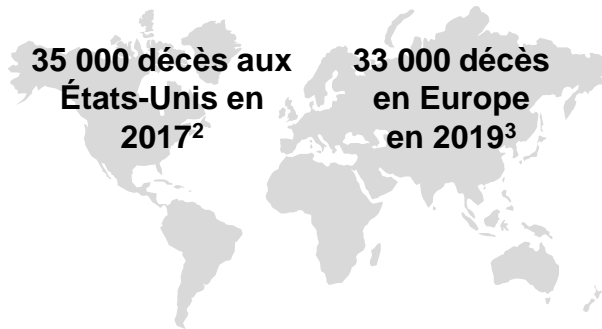 35 000 décès aux
États-Unis en
2017²
33 000 décès
en Europe
en 2019³